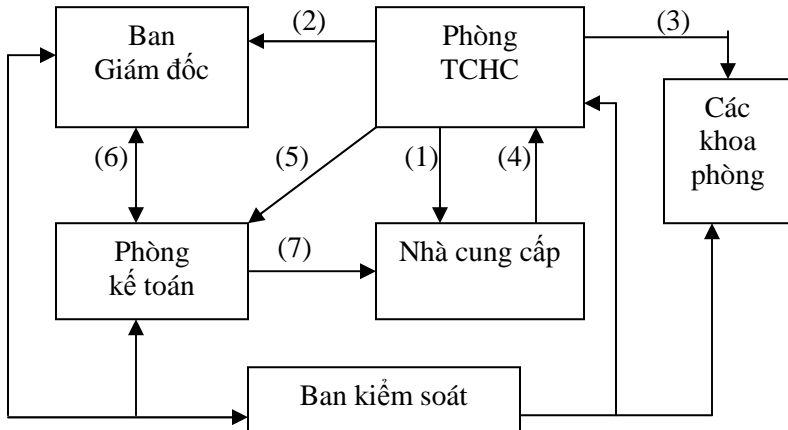 Ban
Giám đốc
(2)
Phòng
TCHC
(3)
Các
khoa
phòng
(6)
(5)
(1)
(4)
Phòng
kế toán
(7)
Nhà cung cấp
Ban kiểm soát